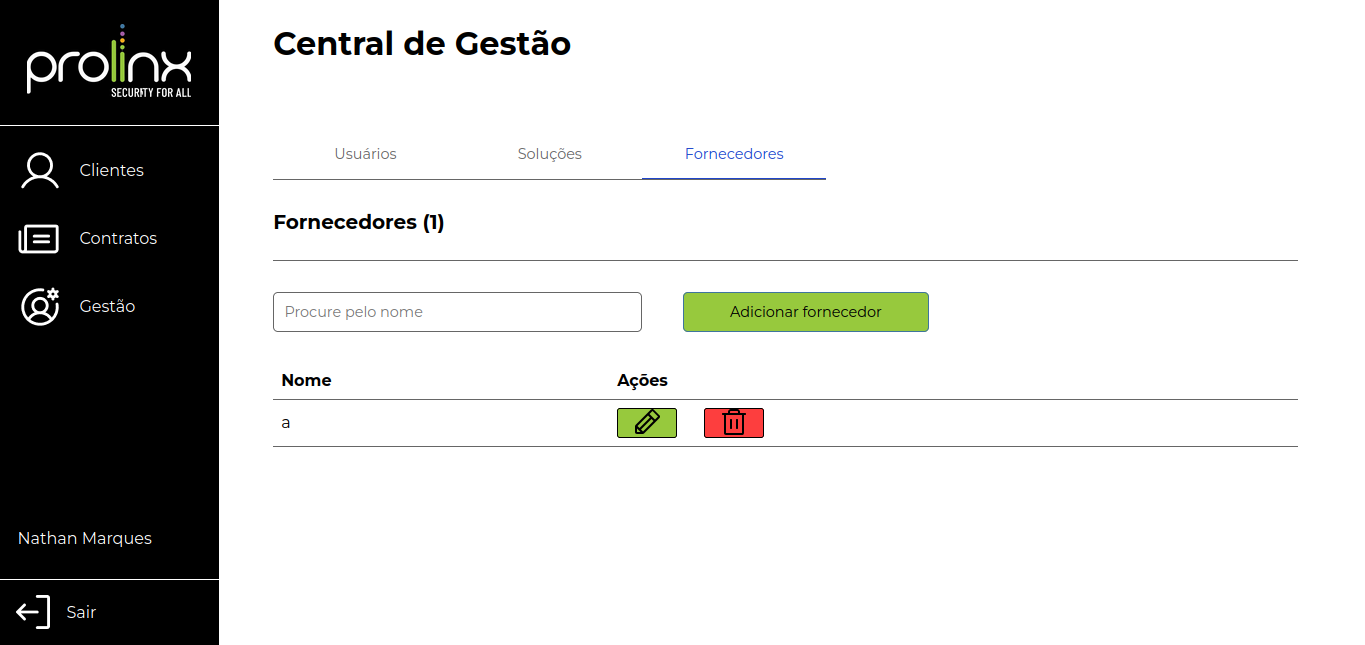 prolinx
SECURITY FOR ALL
Clientes
Contratos
Gestão
Nathan Marques
Sair
Central de Gestão
Usuários Soluções Fornecedores
Fornecedores (1)
Procure pelo nome Adicionar fornecedor
Nome Ações
a